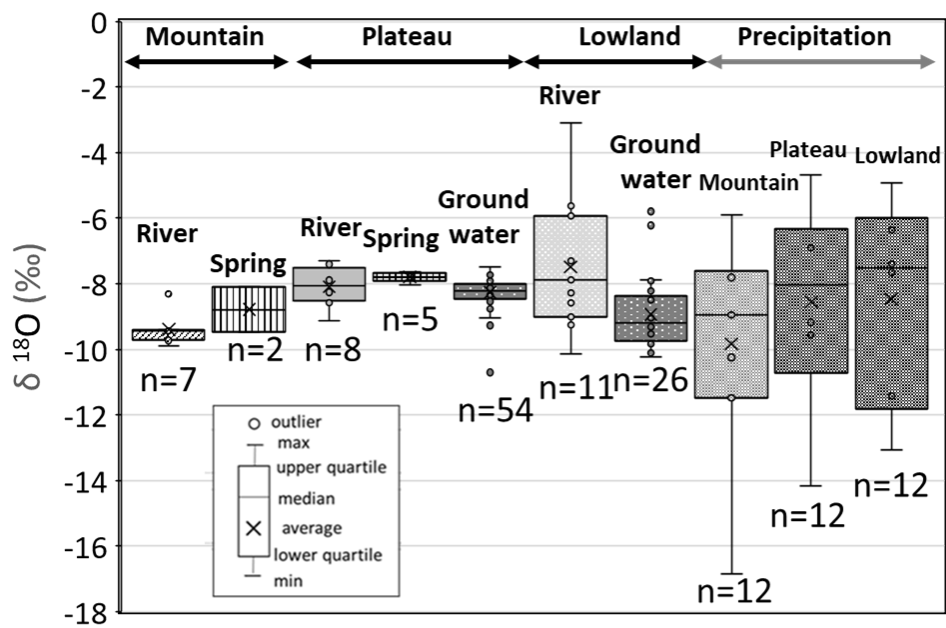 0
-2
-4
-6
-8
-10
-12
-14
-16
-18
δ 18O (‰)
Mountain
Plateau
Lowland
Precipitation
River
n=7
Spring
n=2
River
n=8
Spring
n=5
Ground
water
n=54
River
n=11
Ground
water
n=26
Mountain
n=12
Plateau
n=12
Lowland
n=12
outlier
max
upper quartile
median
average
lower quartile
min